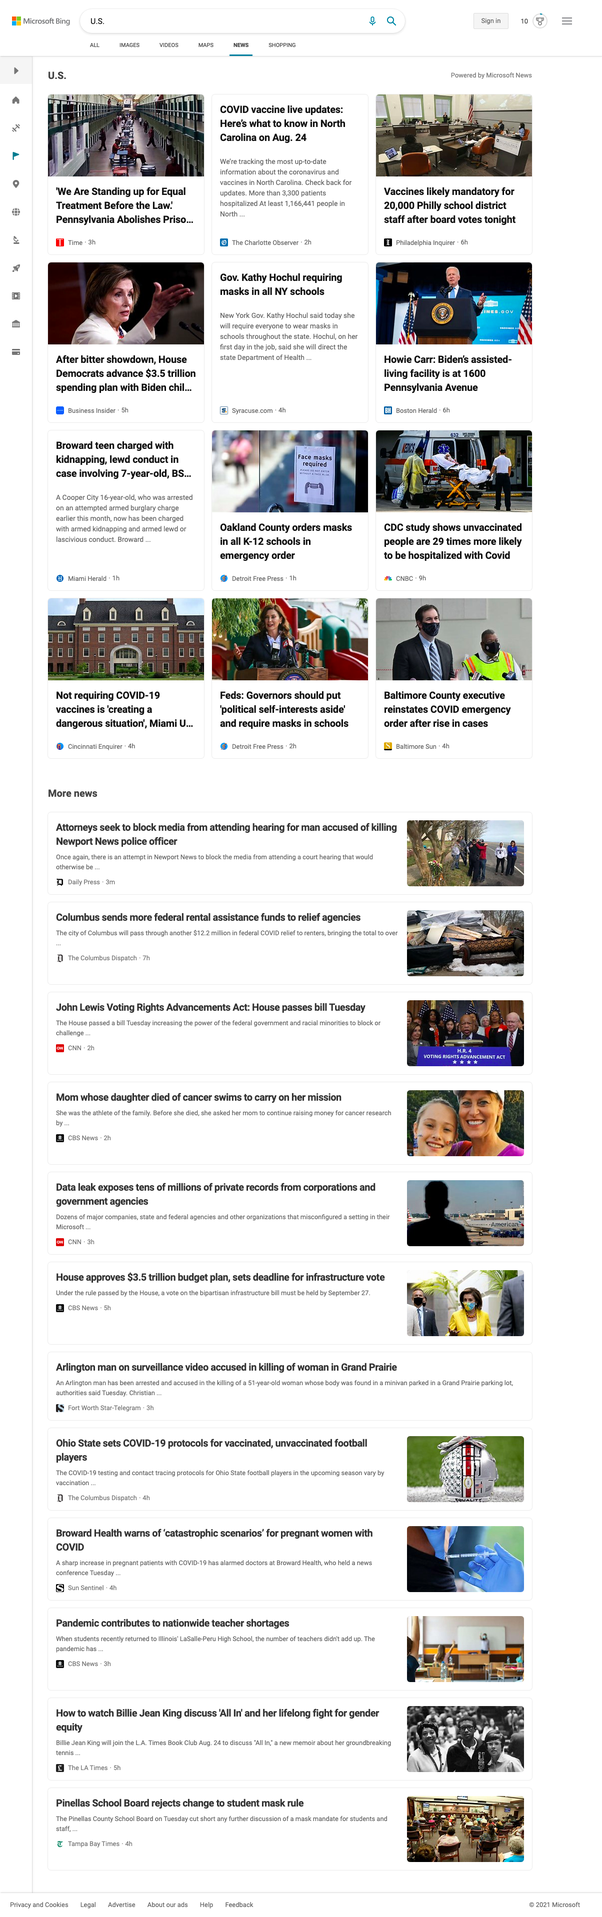 Microsoft Bing
U.S.
Sign in
10
ALL
IMAGES
VIDEOS
MAPS
NEWS
SHOPPING
U.S.
Powered by Microsoft News
'We Are Standing up for Equal
Treatment Before the Law.'
Pennsylvania Abolishes Priso...
Time · 3h
COVID vaccine live updates:
Here's what to know in North
Carolina on Aug. 24
We're tracking the most up-to-date
information about the coronavirus and
vaccines in North Carolina. Check back for
updates. More than 3,300 patients
hospitalized At least 1,166,441 people in
North ...
The Charlotte Observer · 2h
Vaccines likely mandatory for
20,000 Philly school district
staff after board votes tonight
Philadelphia Inquirer · 6h
After bitter showdown, House
Democrats advance $3.5 trillion
spending plan with Biden chil...
Business Insider · 5h
Gov. Kathy Hochul requiring
masks in all NY schools
New York Gov. Kathy Hochul said today she
will require everyone to wear masks in
schools throughout the state. Hochul, on her
first day in the job, said she will direct the
state Department of Health ...
Syracuse.com · 4h
Howie Carr: Biden's assisted-
living facility is at 1600
Pennsylvania Avenue
Boston Herald · 6h
Broward teen charged with
kidnapping, lewd conduct in
case involving 7-year-old, BS...
A Cooper City 16-year-old, who was arrested
on an attempted armed burglary charge
earlier this month, now has been charged
with armed kidnapping and armed lewd or
lascivious conduct. Broward ...
Miami Herald · 1h
Face masks
required
Oakland County orders masks
in all K-12 schools in
emergency order
Detroit Free Press · 1h
CDC study shows unvaccinated
people are 29 times more likely
to be hospitalized with Covid
CNBC · 9h
Not requiring COVID-19
vaccines is 'creating a
dangerous situation', Miami U...
Cincinnati Enquirer · 4h
Feds: Governors should put
'political self-interests aside'
and require masks in schools
Detroit Free Press · 2h
Baltimore County executive
reinstates COVID emergency
order after rise in cases
Baltimore Sun · 4h
More news
Attorneys seek to block media from attending hearing for man accused of killing
Newport News police officer
Once again, there is an attempt in Newport News to block the media from attending a court hearing that would
otherwise be ...
Daily Press · 3m
Columbus sends more federal rental assistance funds to relief agencies
The city of Columbus will pass through another $12.2 million in federal COVID relief to renters, bringing the total to over
...
The Columbus Dispatch · 7h
John Lewis Voting Rights Advancements Act: House passes bill Tuesday
The House passed a bill Tuesday increasing the power of the federal government and racial minorities to block or
challenge ...
CNN · 2h
H.R. 4
VOTING RIGHTS ADVANCEMENT ACT
Mom whose daughter died of cancer swims to carry on her mission
She was the athlete of the family. Before she died, she asked her mom to continue raising money for cancer research
by ...
CBS News · 2h
Data leak exposes tens of millions of private records from corporations and
government agencies
Dozens of major companies, state and federal agencies and other organizations that misconfigured a setting in their
Microsoft ...
CNN · 3h
American
House approves $3.5 trillion budget plan, sets deadline for infrastructure vote
Under the rule passed by the House, a vote on the bipartisan infrastructure bill must be held by September 27.
CBS News · 5h
Arlington man on surveillance video accused in killing of woman in Grand Prairie
An Arlington man has been arrested and accused in the killing of a 51-year-old woman whose body was found in a minivan parked in a Grand Prairie parking lot,
authorities said Tuesday. Christian ...
Fort Worth Star-Telegram · 3h
Ohio State sets COVID-19 protocols for vaccinated, unvaccinated football
players
The COVID-19 testing and contact tracing protocols for Ohio State football players in the upcoming season vary by
vaccination ...
The Columbus Dispatch · 4h
EQUALITY
Broward Health warns of 'catastrophic scenarios' for pregnant women with
COVID
A sharp increase in pregnant patients with COVID-19 has alarmed doctors at Broward Health, who held a news
conference Tuesday ...
Sun Sentinel · 4h
Pandemic contributes to nationwide teacher shortages
When students recently returned to Illinois' LaSalle-Peru High School, the number of teachers didn't add up. The
pandemic has ...
CBS News · 3h
How to watch Billie Jean King discuss 'All In' and her lifelong fight for gender
equity
Billie Jean King will join the L.A. Times Book Club Aug. 24 to discuss "All In," a new memoir about her groundbreaking
tennis ...
The LA Times · 5h
Pinellas School Board rejects change to student mask rule
The Pinellas County School Board on Tuesday cut short any further discussion of a mask mandate for students and
staff, ...
Tampa Bay Times · 4h
Privacy and Cookies
Legal
Advertise
About our ads
Help
Feedback
© 2021 Microsoft